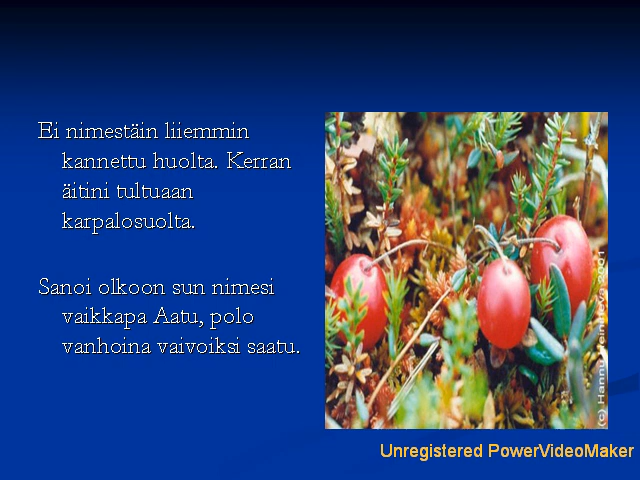 Ei nimestäin liiemmin
kannettu huolta. Kerran
äitini tultuaan
karpalosuolta.
Sanoi olkoon sun nimesi
vaikkapa Aatu, polo
vanhoina vaivoiksi saatu.
Unregistered PowerVideoMaker